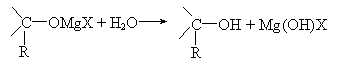 C—OMgX + H₂O ⟶ C—OH + Mg(OH)X
R R